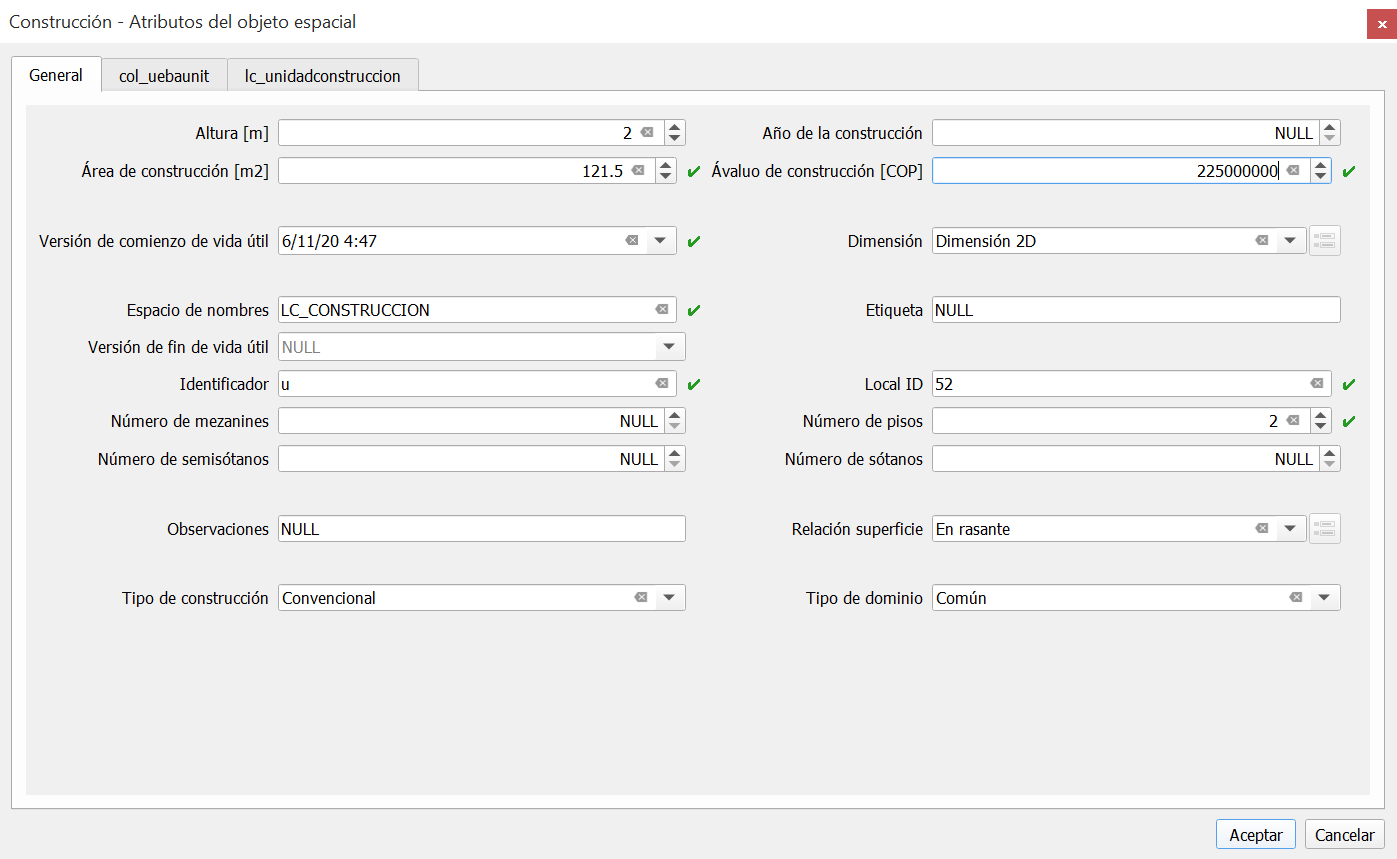 Construcción - Atributos del objeto espacial
General col_uebaunit lc_unidadconstruccion
Altura [m] 2 Año de la construcción NULL
Área de construcción [m2] 121.5 Ávaluo de construcción [COP] 225000000
Versión de comienzo de vida útil 6/11/20 4:47 Dimensión Dimensión 2D
Espacio de nombres LC_CONSTRUCCION Etiqueta NULL
Versión de fin de vida útil NULL
Identificador u Local ID 52
Número de mezanines NULL Número de pisos 2
Número de semisótanos NULL Número de sótanos NULL
Observaciones NULL Relación superficie En rasante
Tipo de construcción Convencional Tipo de dominio Común
Aceptar Cancelar